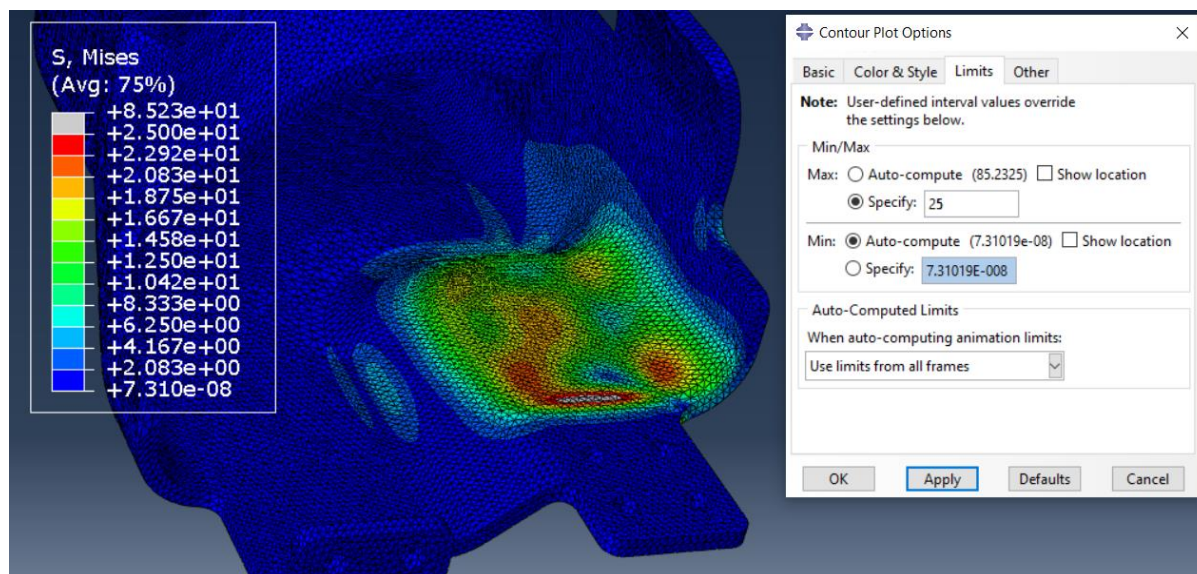 S, Mises
(Avg: 75%)
+8.523e+01
+2.500e+01
+2.292e+01
+2.083e+01
+1.875e+01
+1.667e+01
+1.458e+01
+1.250e+01
+1.042e+01
+8.333e+00
+6.250e+00
+4.167e+00
+2.083e+00
+7.310e-08
Contour Plot Options
Basic Color & Style Limits Other
Note: User-defined interval values override
the settings below.
Min/Max
Max: Auto-compute (85.2325) Show location
Specify: 25
Min: Auto-compute (7.31019e-08) Show location
Specify: 7.31019E-008
Auto-Computed Limits
When auto-computing animation limits:
Use limits from all frames
OK Apply Defaults Cancel